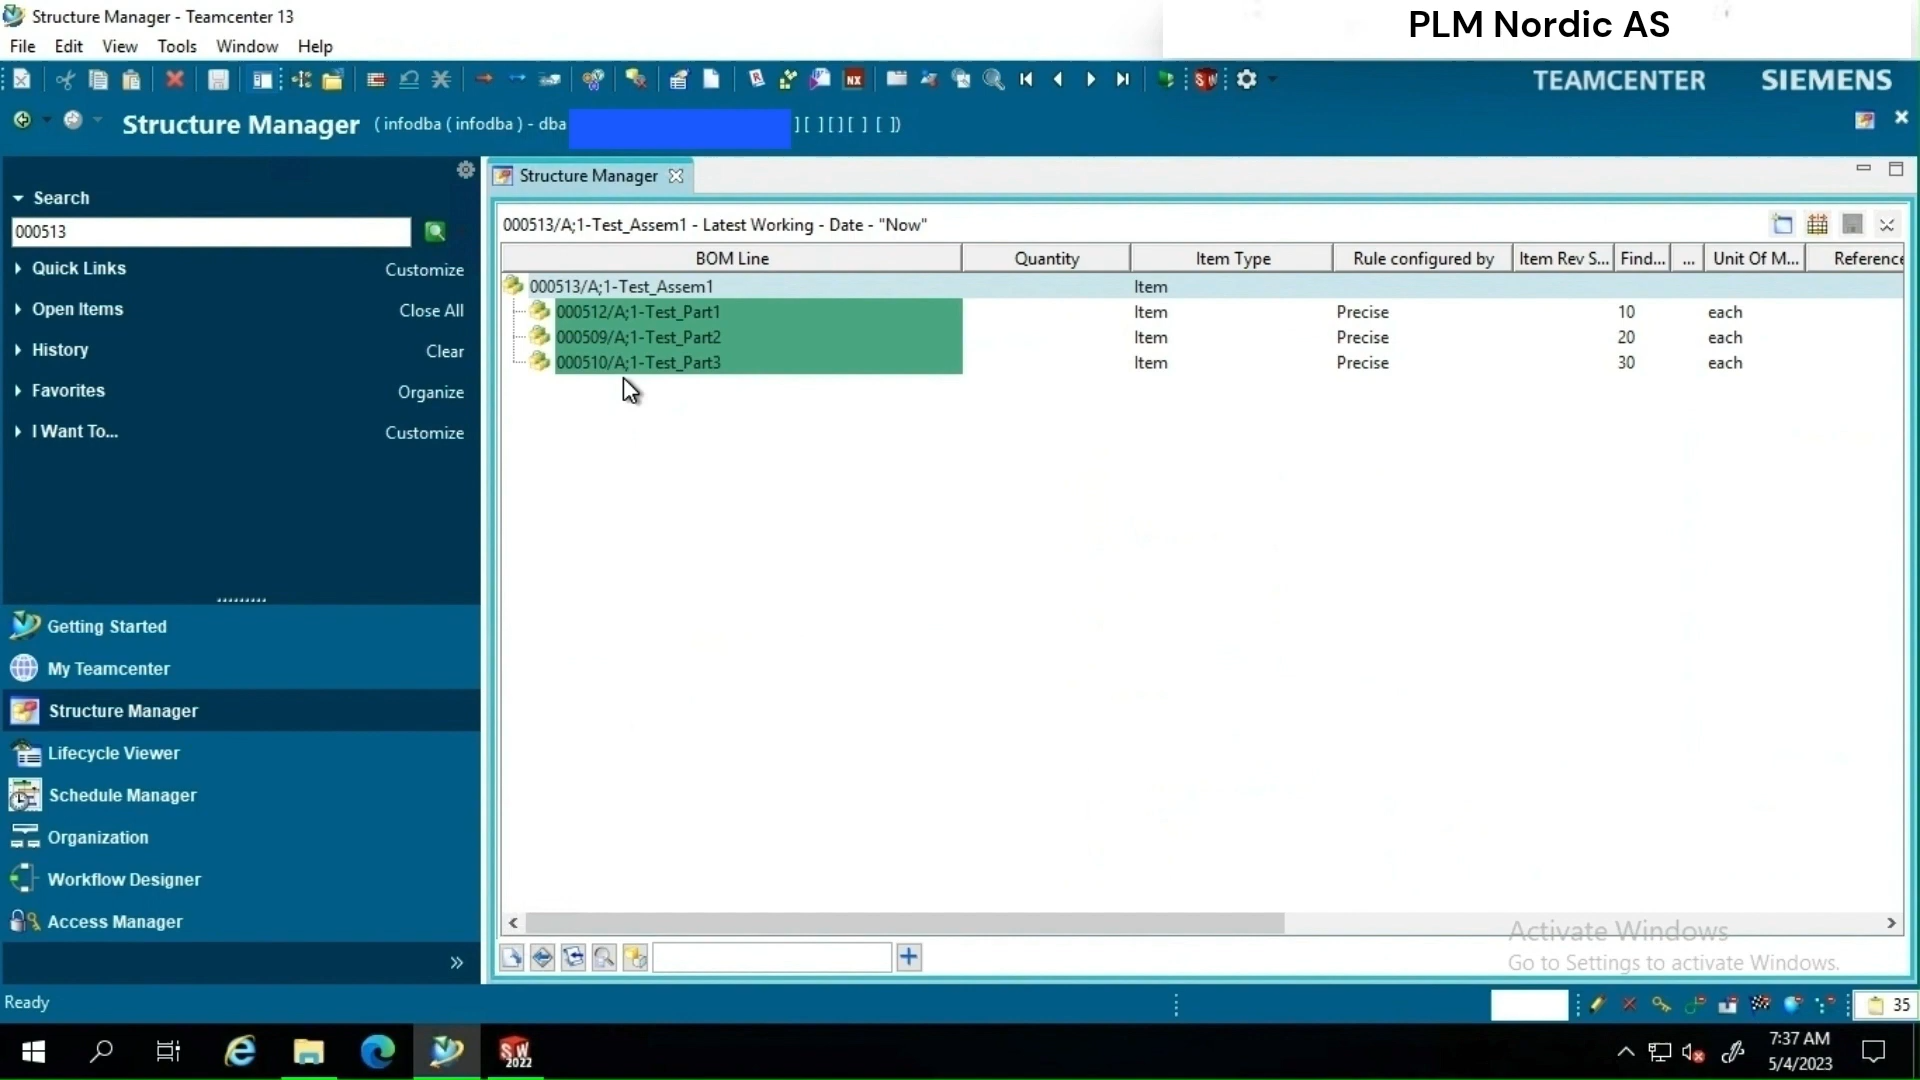 Structure Manager - Teamcenter 13
PLM Nordic AS
File Edit View Tools Window Help
NX
SW
TEAMCENTER SIEMENS
Structure Manager ( infodba ( infodba ) - dba ] [ ] [ ] [ ] [ ])
Search
000513
Quick Links Customize
Open Items Close All
History Clear
Favorites Organize
I Want To... Customize
Getting Started
My Teamcenter
Structure Manager
Lifecycle Viewer
Schedule Manager
Organization
Workflow Designer
Access Manager
Structure Manager
000513/A;1-Test_Assem1 - Latest Working - Date - "Now"
BOM Line Quantity Item Type Rule configured by Item Rev S... Find... ... Unit Of M... Reference
000513/A;1-Test_Assem1 Item
000512/A;1-Test_Part1 Item Precise 10 each
000509/A;1-Test_Part2 Item Precise 20 each
000510/A;1-Test_Part3 Item Precise 30 each
Activate Windows
Go to Settings to activate Windows.
Ready
35
SW
2022
7:37 AM
5/4/2023